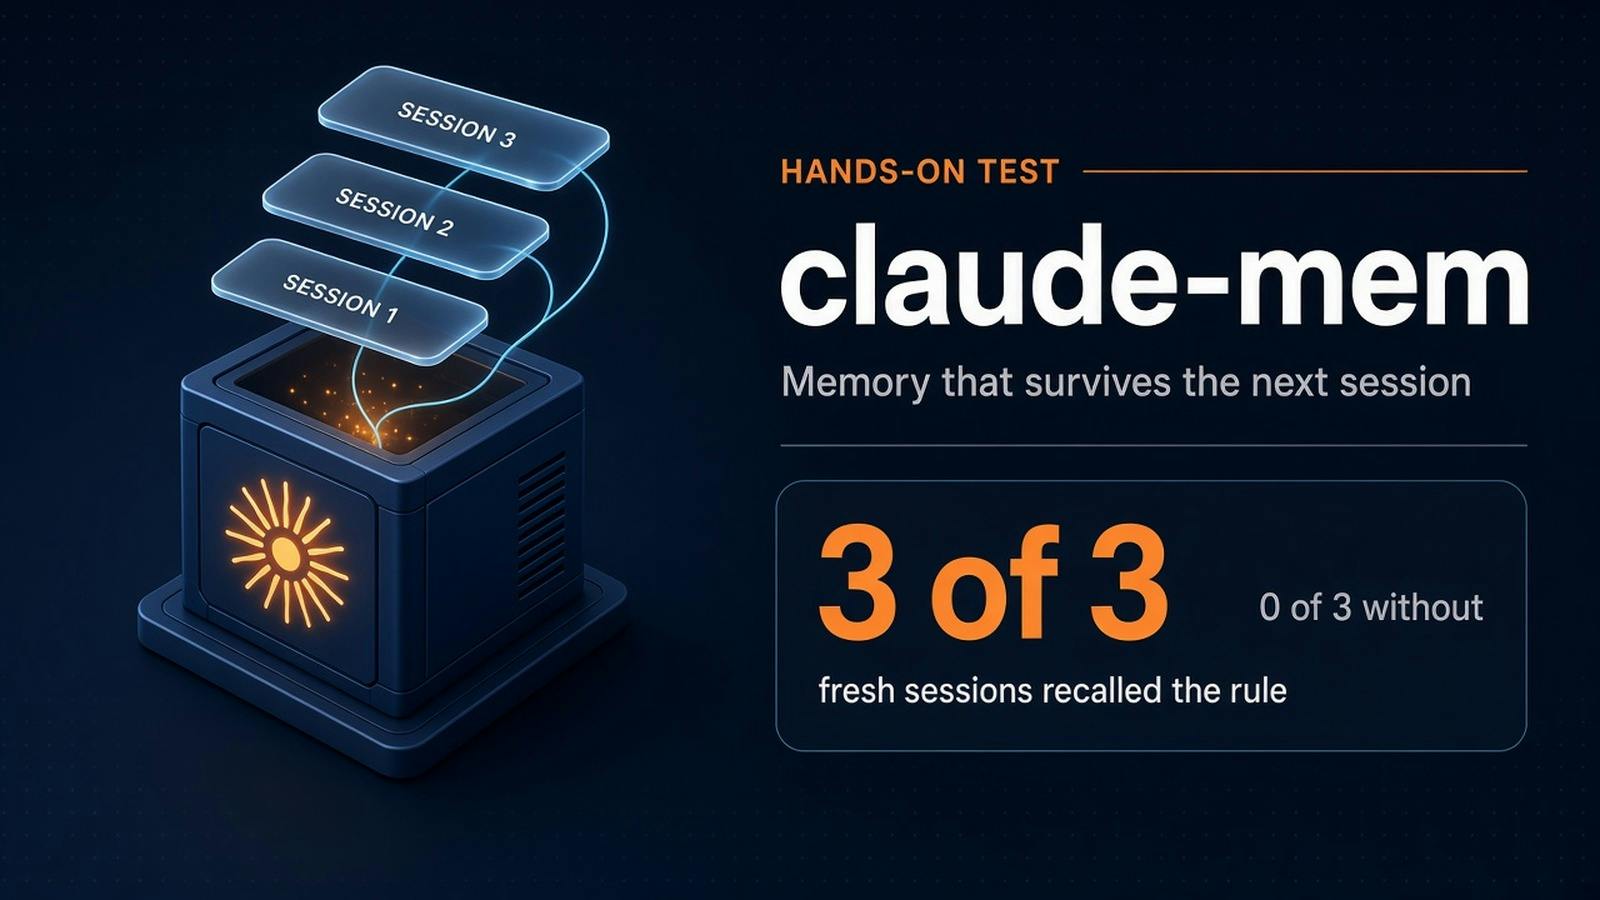 SESSION 3
SESSION 2
SESSION 1
HANDS-ON TEST
claude-mem
Memory that survives the next session
3 of 3
0 of 3 without
fresh sessions recalled the rule